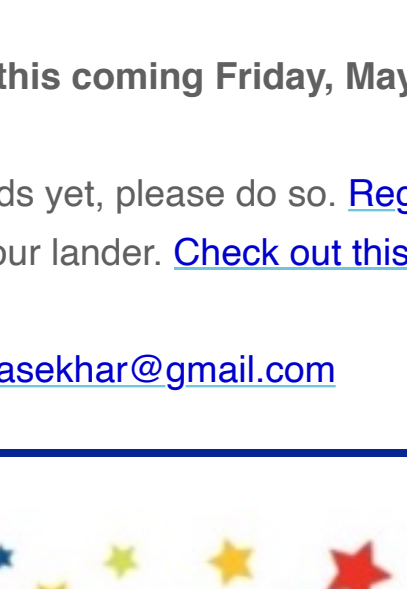 this coming Friday, May
ds yet, please do so. Reg
our lander. Check out this
asekhar@gmail.com